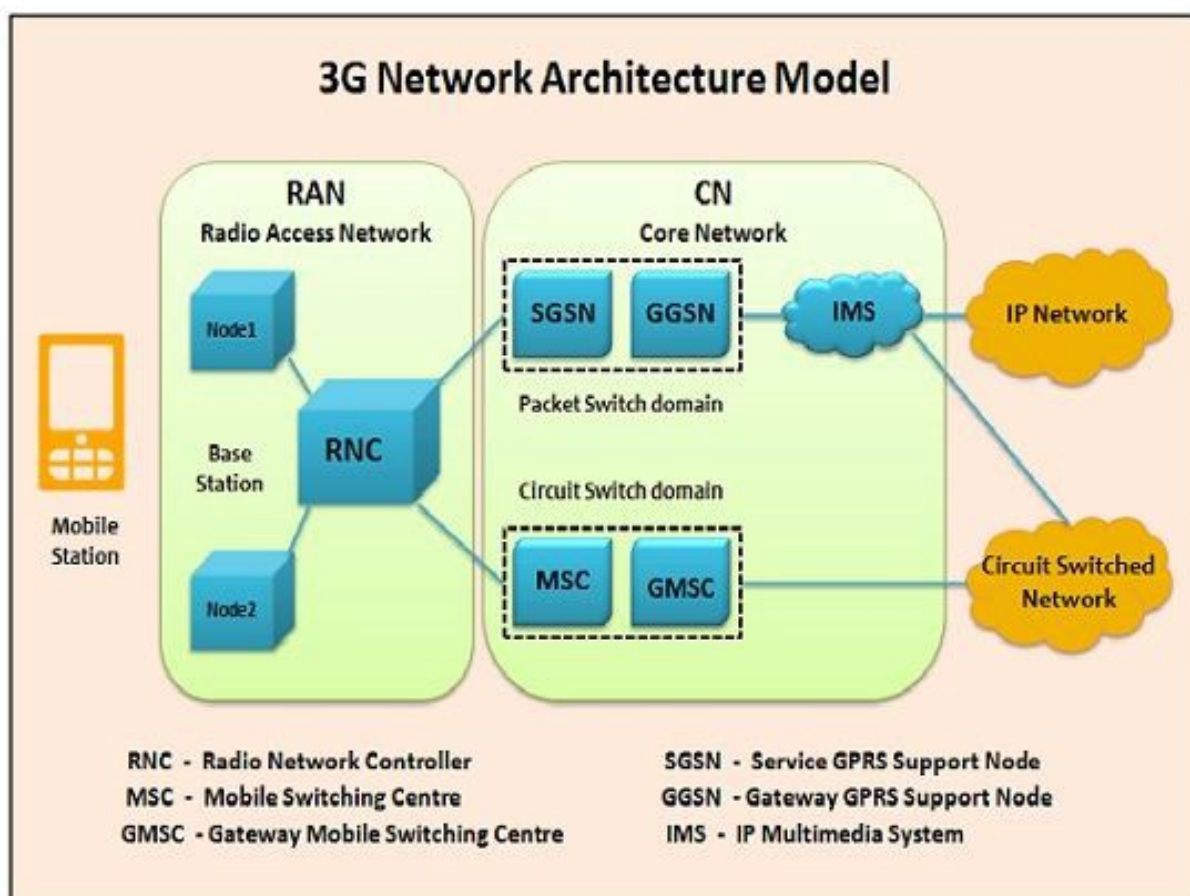 3G Network Architecture Model
RAN
Radio Access Network
CN
Core Network
Node1
RNC
Base
Station
Node2
Mobile
Station
SGSN
GGSN
IMS
IP Network
Packet Switch domain
Circuit Switch domain
MSC
GMSC
Circuit Switched
Network
RNC - Radio Network Controller
MSC - Mobile Switching Centre
GMSC - Gateway Mobile Switching Centre
SGSN - Service GPRS Support Node
GGSN - Gateway GPRS Support Node
IMS - IP Multimedia System